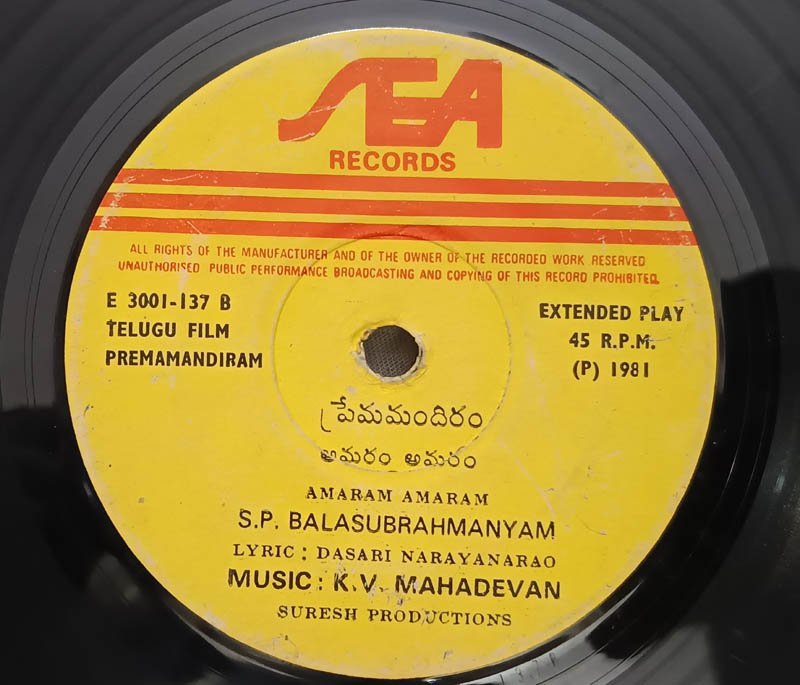 SEA
RECORDS
ALL RIGHTS OF THE MANUFACTURER AND OF THE OWNER OF THE RECORDED WORK RESERVED
UNAUTHORISED PUBLIC PERFORMANCE BROADCASTING AND COPYING OF THIS RECORD PROHIBITED
E 3001-137 B
TELUGU FILM
PREMAMANDIRAM
EXTENDED PLAY
45 R.P.M.
(P) 1981
ప్రేమమందిరం
అమరం అమరం
AMARAM AMARAM
S.P. BALASUBRAHMANYAM
LYRIC : DASARI NARAYANARAO
MUSIC : K.V. MAHADEVAN
SURESH PRODUCTIONS